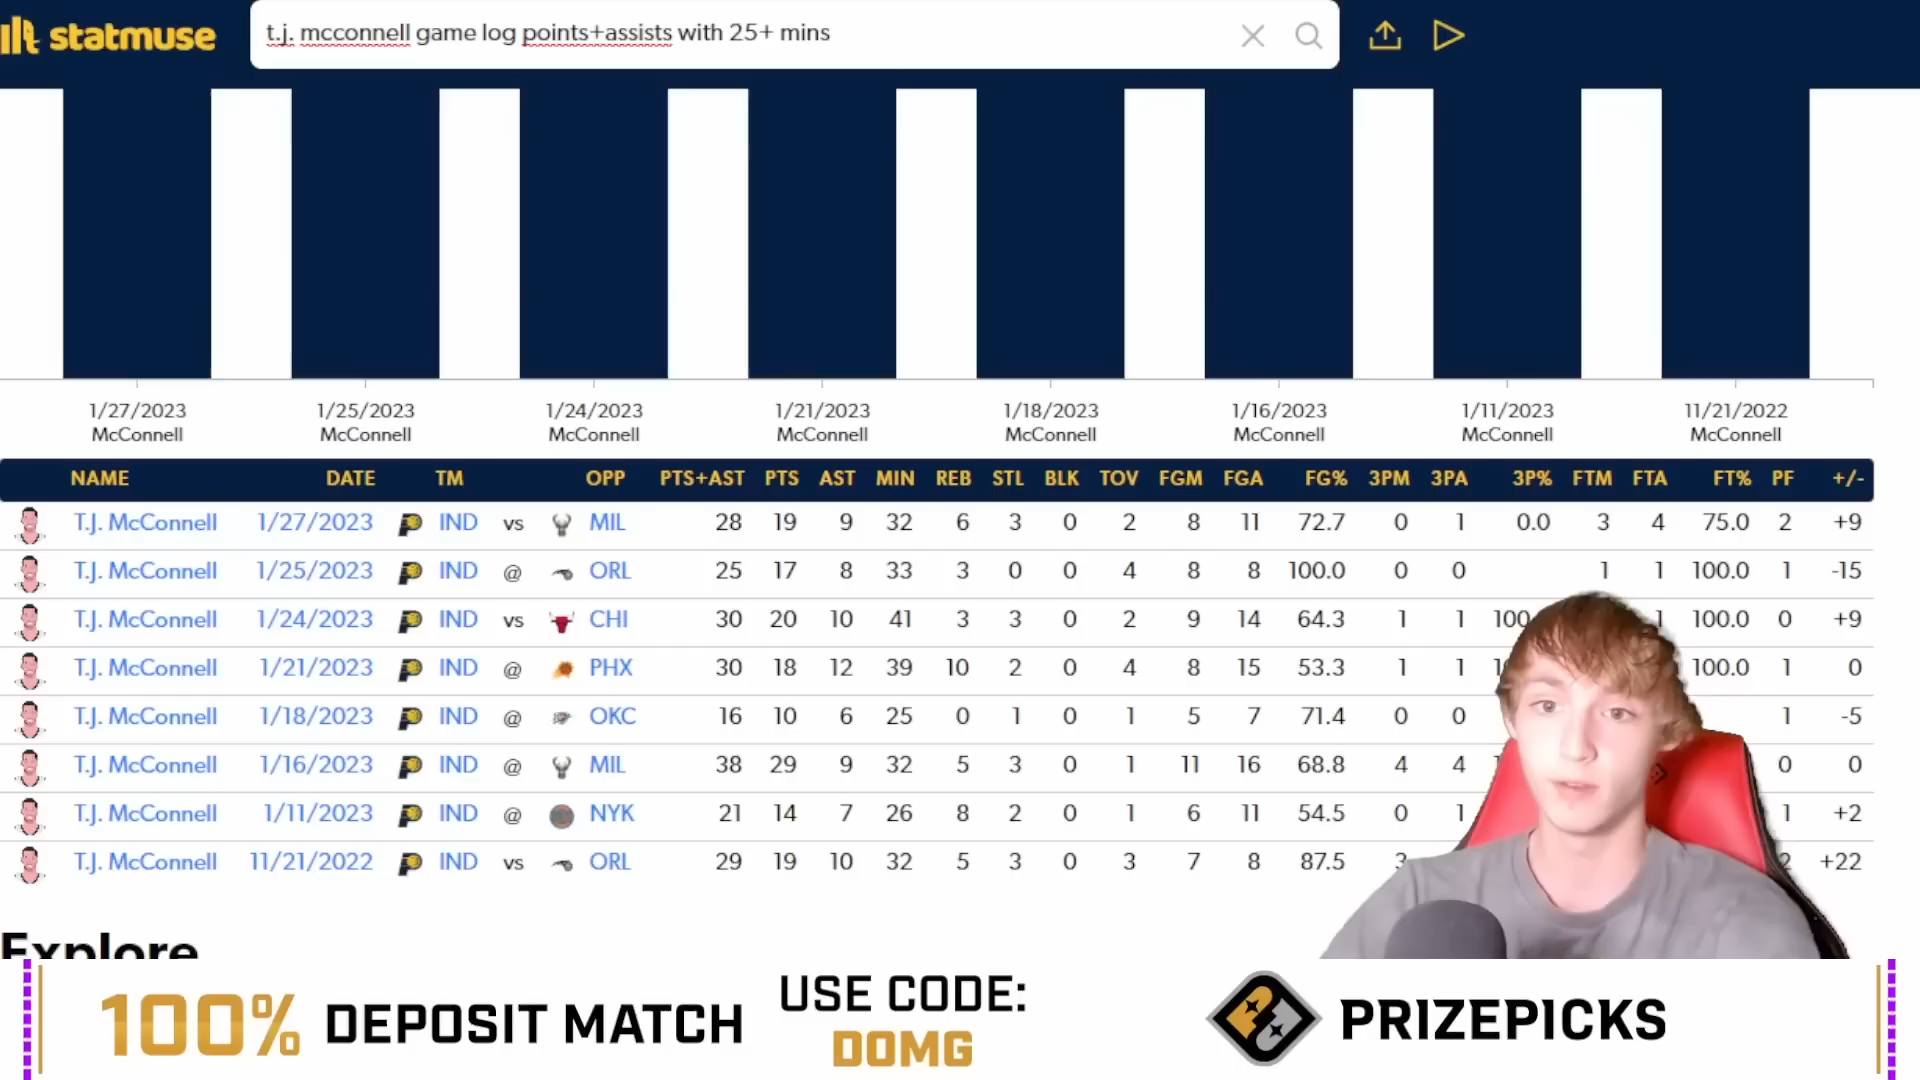 statmuse
t.j. mcconnell game log points+assists with 25+ mins
1/27/2023 1/25/2023 1/24/2023 1/21/2023 1/18/2023 1/16/2023 1/11/2023 11/21/2022
McConnell McConnell McConnell McConnell McConnell McConnell McConnell McConnell
NAME DATE TM OPP PTS+AST PTS AST MIN REB STL BLK TOV FGM FGA FG% 3PM 3PA 3P% FTM FTA FT% PF +/-
T.J. McConnell 1/27/2023 IND vs MIL 28 19 9 32 6 3 0 2 8 11 72.7 0 1 0.0 3 4 75.0 2 +9
T.J. McConnell 1/25/2023 IND @ ORL 25 17 8 33 3 0 0 4 8 8 100.0 0 0 1 1 100.0 1 -15
T.J. McConnell 1/24/2023 IND vs CHI 30 20 10 41 3 3 0 2 9 14 64.3 1 1 100 1 100.0 0 +9
T.J. McConnell 1/21/2023 IND @ PHX 30 18 12 39 10 2 0 4 8 15 53.3 1 1 100.0 1 0
T.J. McConnell 1/18/2023 IND @ OKC 16 10 6 25 0 1 0 1 5 7 71.4 0 0 1 -5
T.J. McConnell 1/16/2023 IND @ MIL 38 29 9 32 5 3 0 1 11 16 68.8 4 4 0 0
T.J. McConnell 1/11/2023 IND @ NYK 21 14 7 26 8 2 0 1 6 11 54.5 0 1 1 +2
T.J. McConnell 11/21/2022 IND vs ORL 29 19 10 32 5 3 0 3 7 8 87.5 3 2 +22
Explore
100% DEPOSIT MATCH
USE CODE:
DOMG
PRIZEPICKS